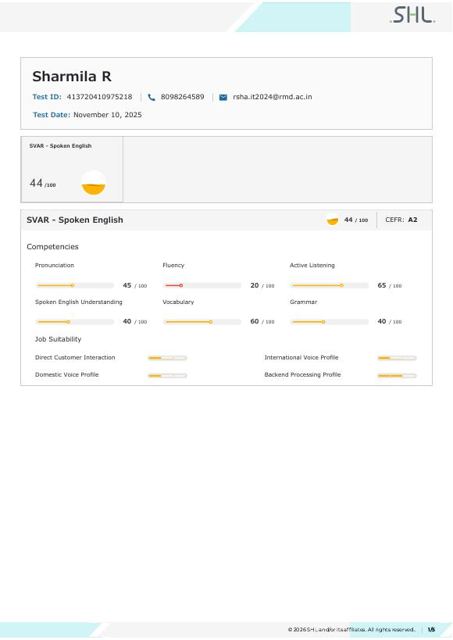 SHL
Sharmila R
Test ID: 413720410975218 | 8098264589 | rsha.it2024@rmd.ac.in
Test Date: November 10, 2025
SVAR - Spoken English
44 /100
SVAR - Spoken English 44 / 100 CEFR: A2
Competencies
Pronunciation Fluency Active Listening
45 / 100 20 / 100 65 / 100
Spoken English Understanding Vocabulary Grammar
40 / 100 60 / 100 40 / 100
Job Suitability
Direct Customer Interaction International Voice Profile
Domestic Voice Profile Backend Processing Profile
© 2026 SHL and/or its affiliates. All rights reserved. | 1/5